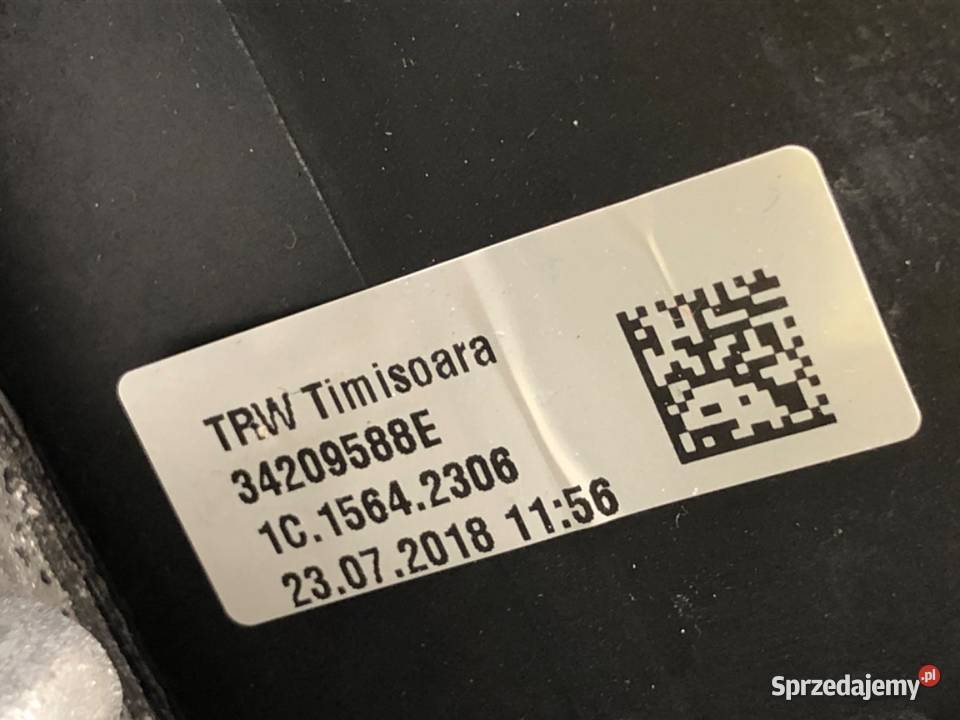 TRW Timisoara
34209588E
1C.1564.2306
23.07.2018 11:56
Sprzedajemy.pl